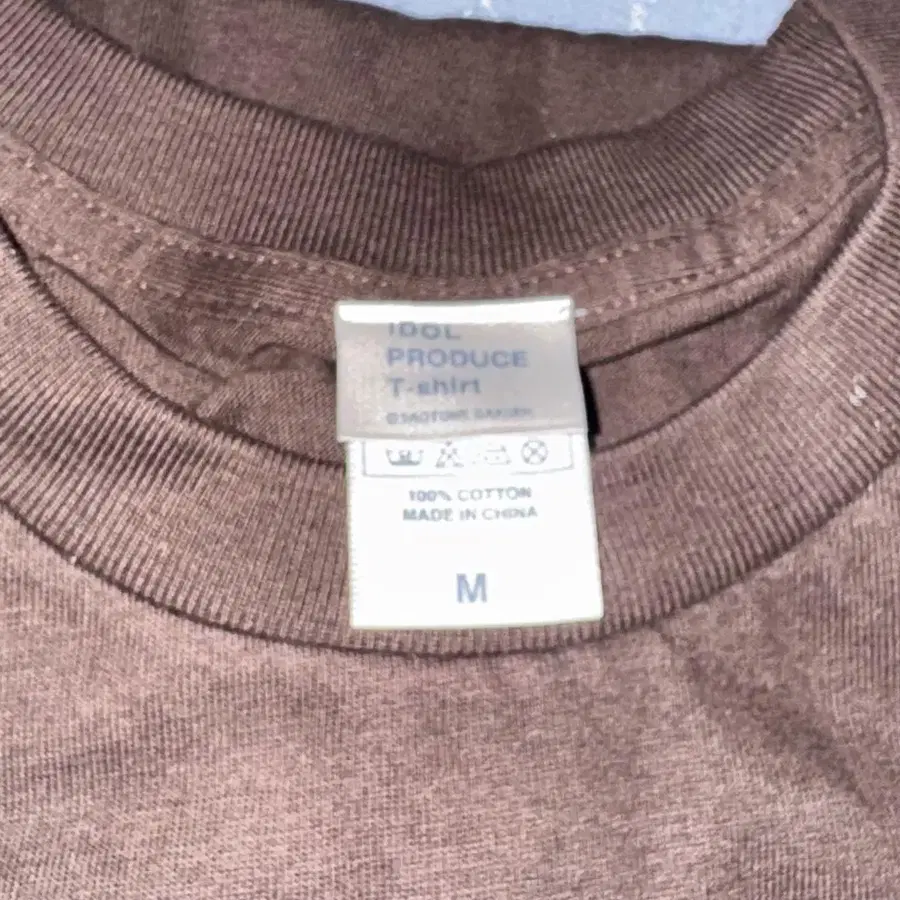 IDOL
PRODUCE
T-shirt
100% COTTON
MADE IN CHINA
M